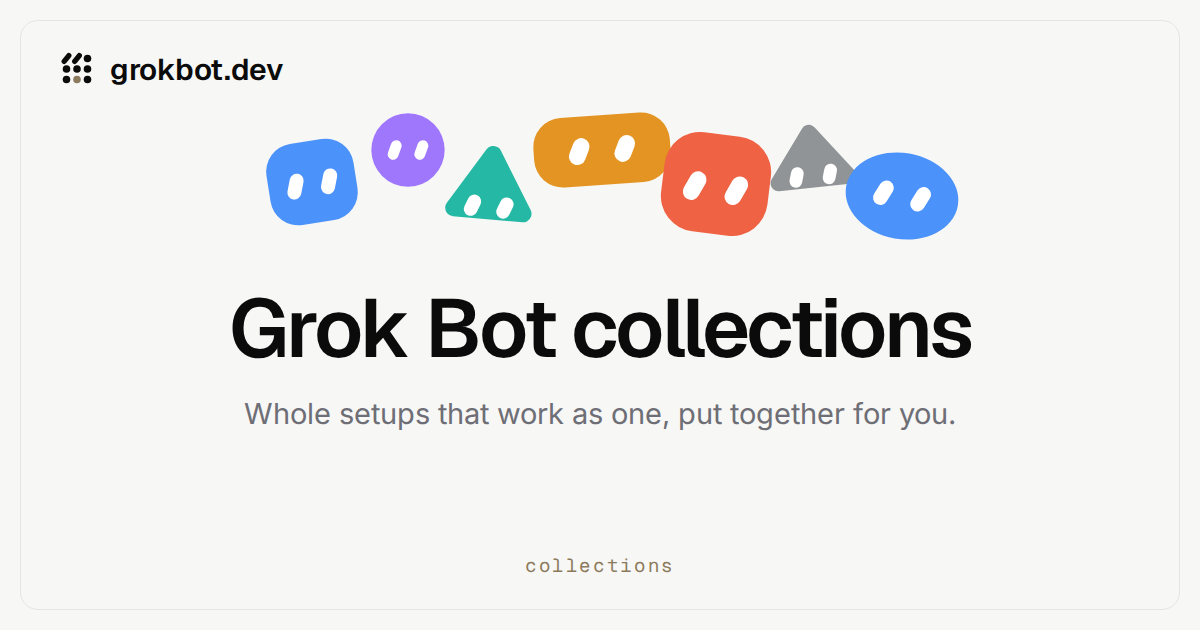 grokbot.dev
Grok Bot collections
Whole setups that work as one, put together for you.
collections